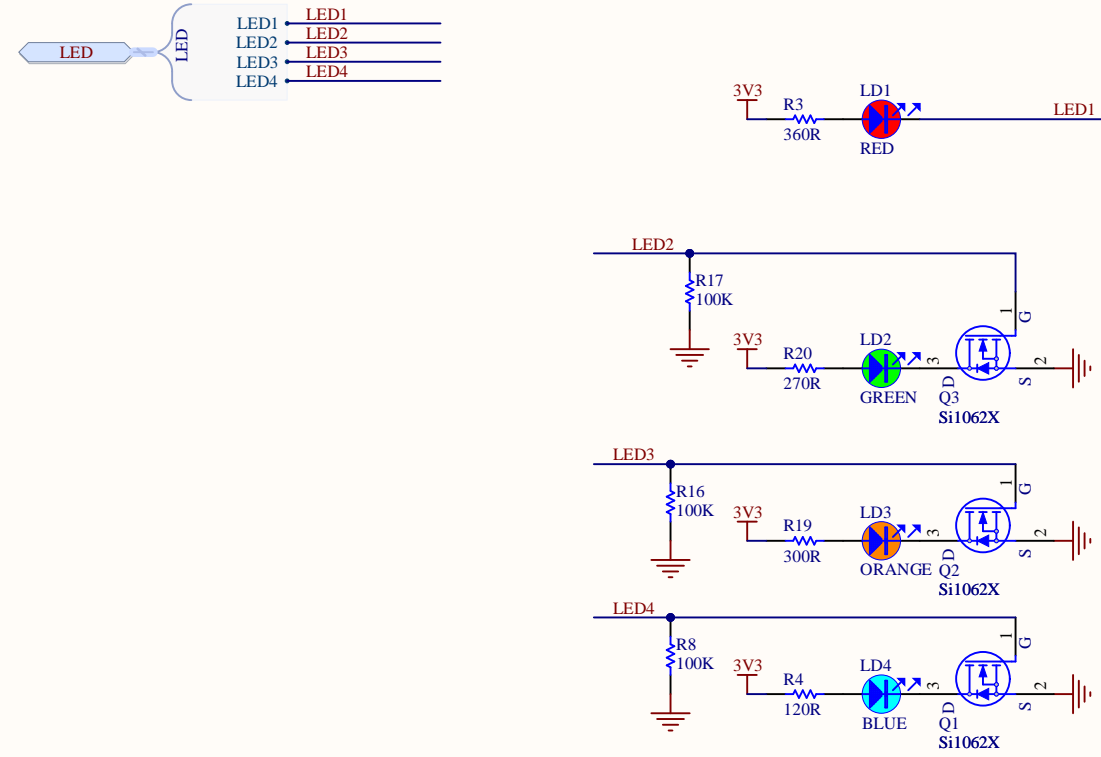 LED
LED
LED1
LED2
LED3
LED4
LED1
LED2
LED3
LED4
3V3
R3
360R
LD1
RED
LED1
LED2
R17
100K
3V3
R20
270R
LD2
GREEN
3
D
Q3
Si1062X
1
G
2
S
LED3
R16
100K
3V3
R19
300R
LD3
ORANGE
3
D
Q2
Si1062X
1
G
2
S
LED4
R8
100K
3V3
R4
120R
LD4
BLUE
3
D
Q1
Si1062X
1
G
2
S